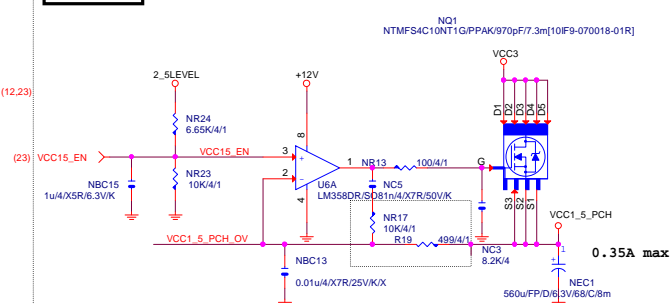 NQ1
NTMFS4C10NT1G/PPAK/970pF/7.3m[10IF9-070018-01R]
VCC3
2_5LEVEL
+12V
(12,23)
D1
D2
D3
D4
D5
NR24
6.65K/4/1
8
(23)
VCC15_EN
VCC15_EN
3
+
1
NR13
100/4/1
G
2
-
NBC15
1u/4/X5R/6.3V/K
NR23
10K/4/1
4
U6A
NC5
LM358DR/SO81n/4/X7R/50V/K
S3
S2
S1
NR17
10K/4/1
VCC1_5_PCH
VCC1_5_PCH_OV
R19
499/4/1
1
0.35A max
NBC13
0.01u/4/X7R/25V/K/X
NC3
8.2K/4
NEC1
560u/FP/D/6.3V/68/C/8m